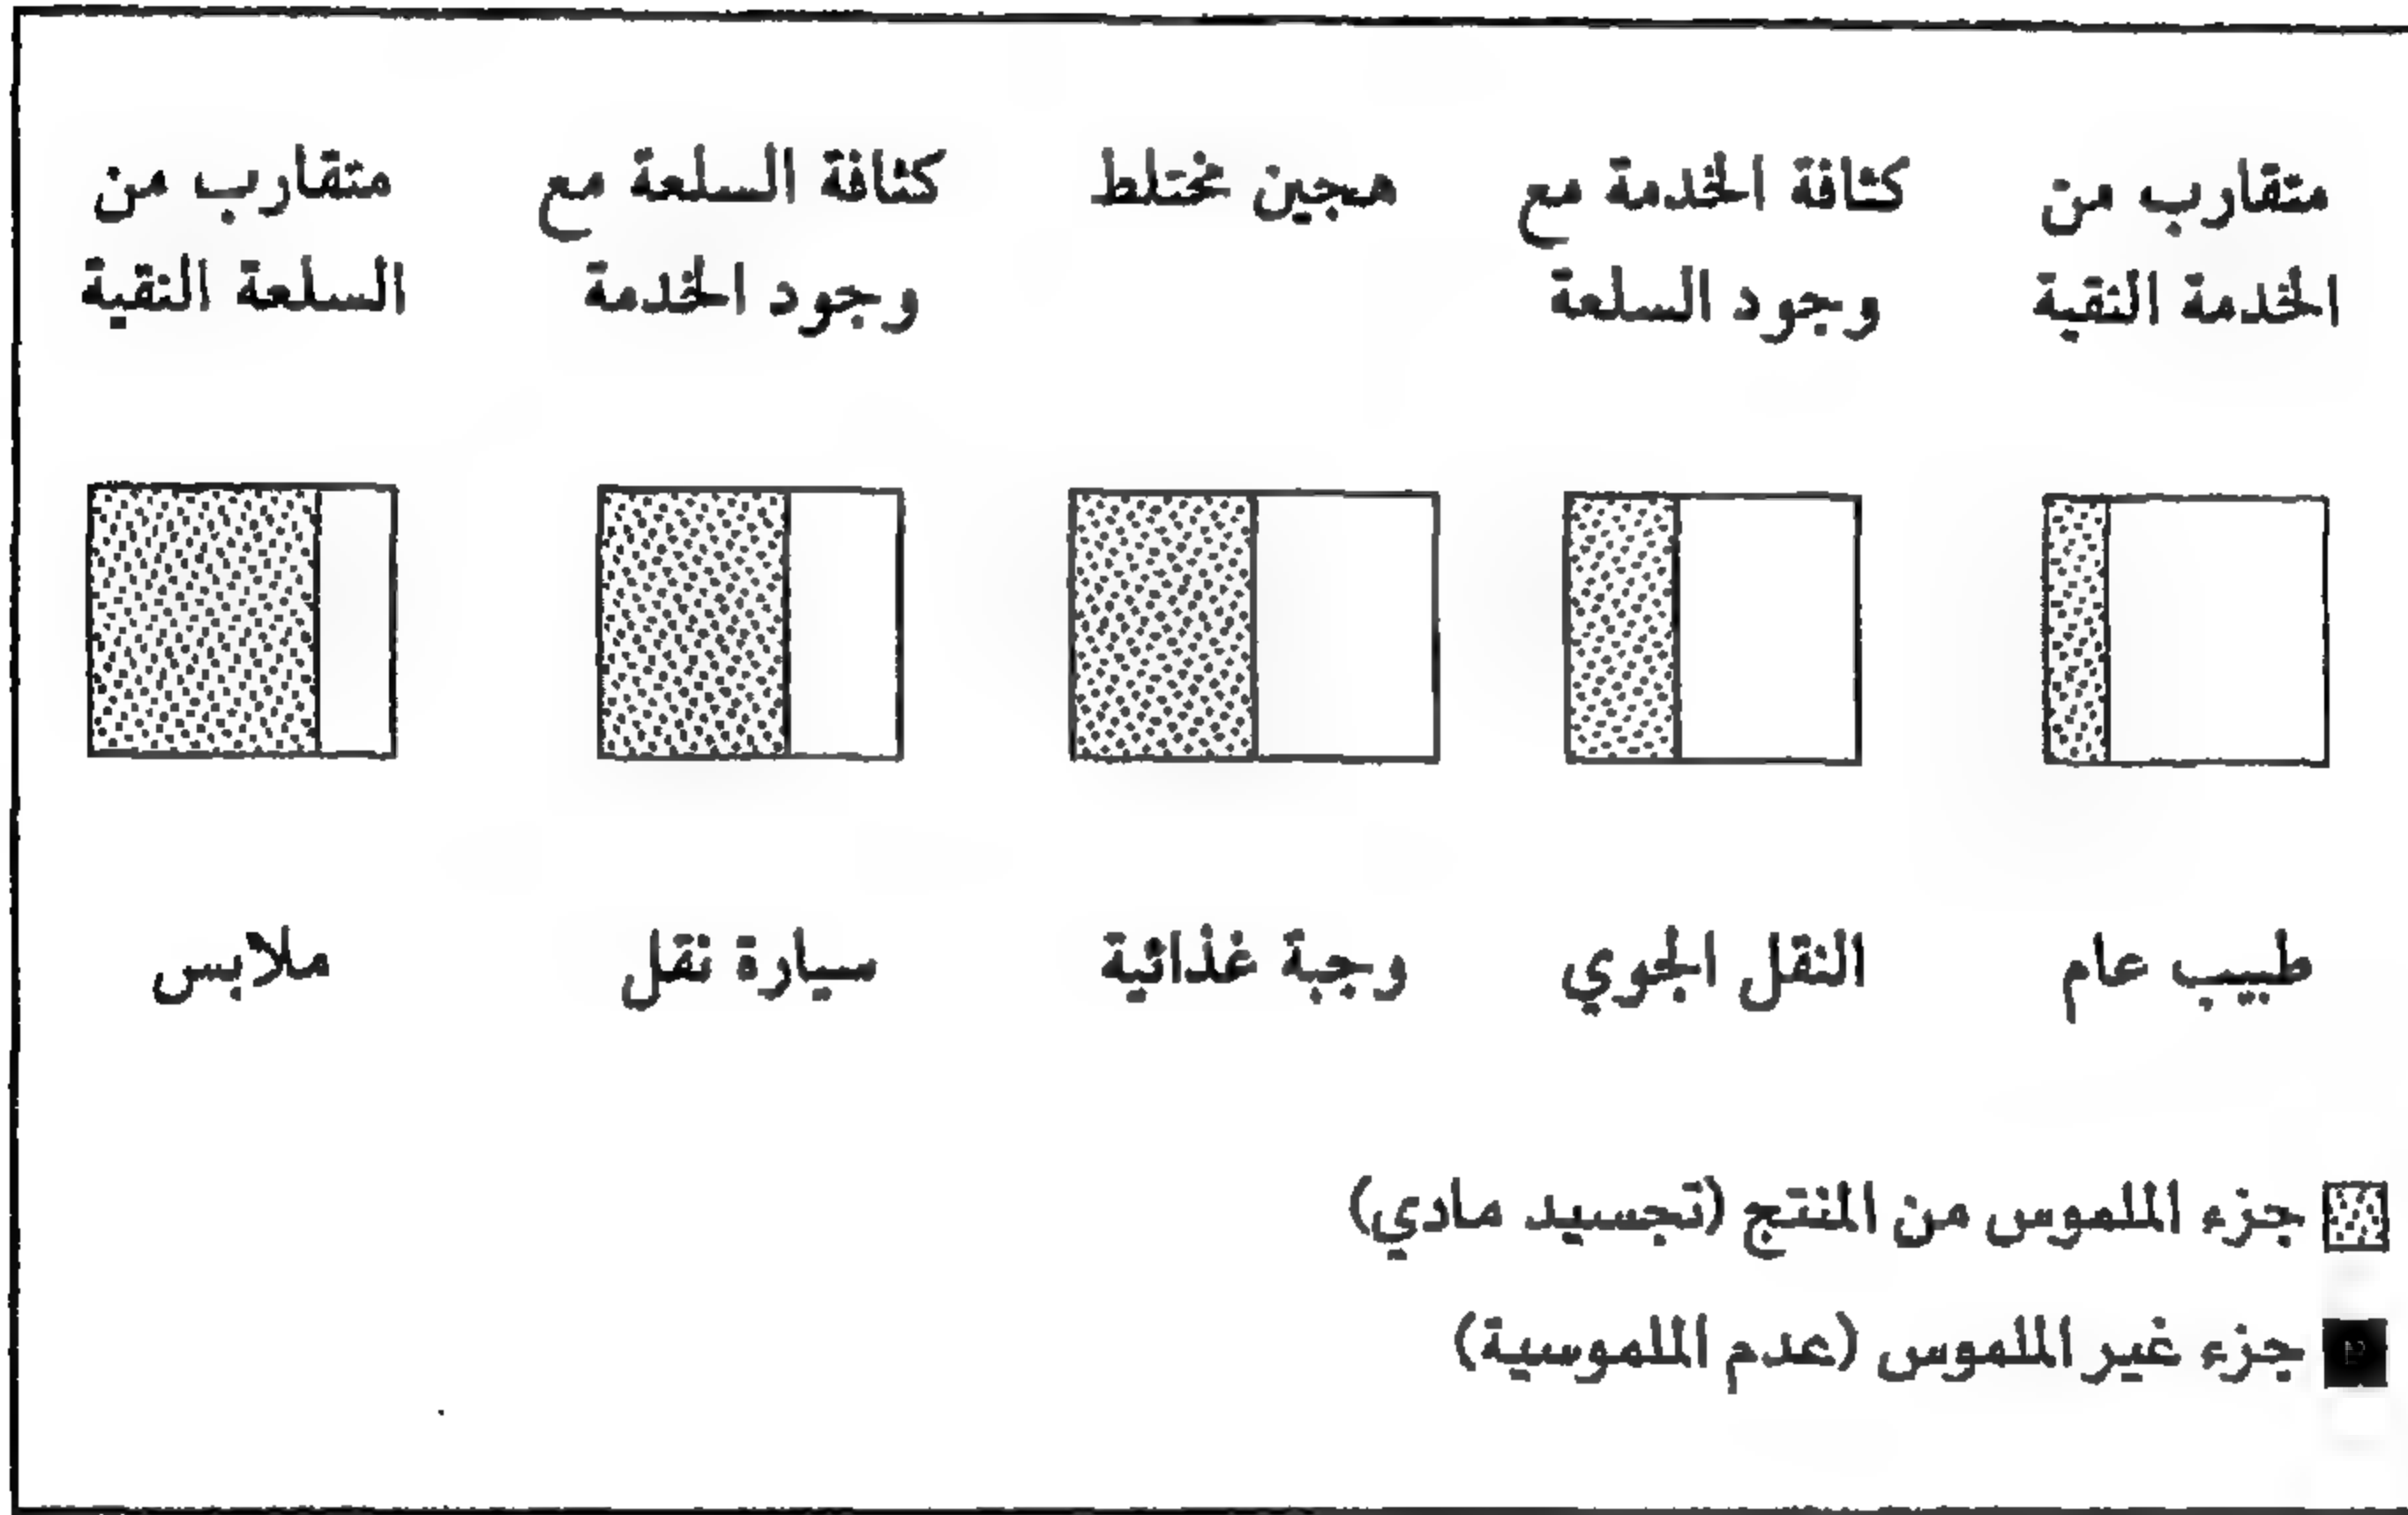 متقارب من
الخدمة النقية
كثافة الخدمة مع
وجود السلعة
هجين مختلط
كثافة السلعة مع
وجود الخدمة
متقارب من
السلعة النقية
طبيب عام
النقل الجوي
وجبة غذائية
سيارة نقل
ملابس
جزء الملموس من المنتج (تجسيد مادي)
جزء غير الملموس (عدم الملموسية)